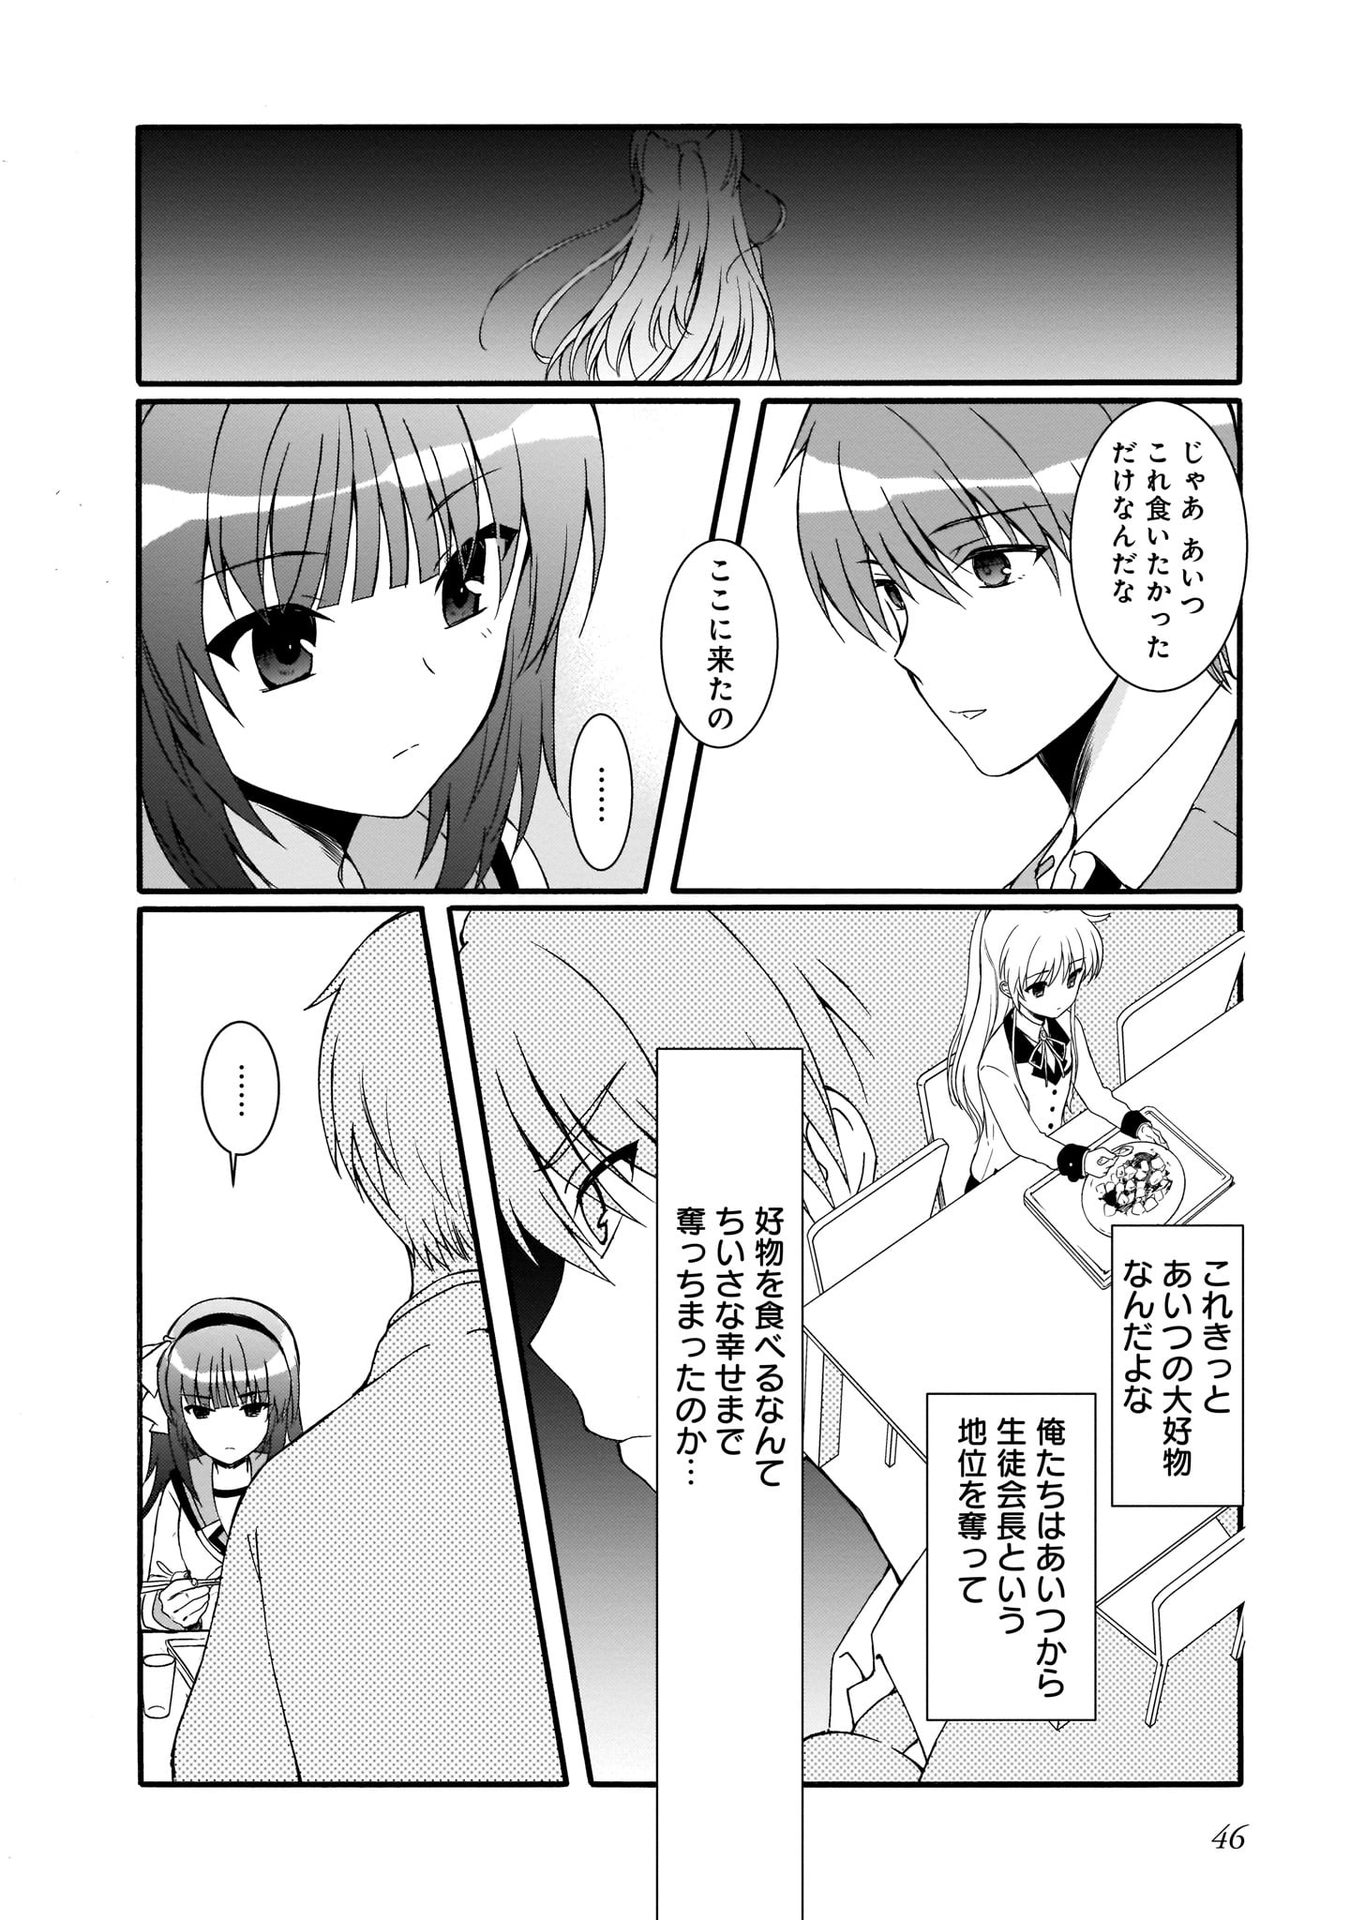 じゃあ あいつ
これ食いたかった
だけなんだな
ここに来たの
……
これきっと
あいつの大好物
なんだよな
俺たちはあいつから
生徒会長という
地位を奪って
好物を食べるなんて
ちいさな幸せまで
奪っちまったのか…
……
46